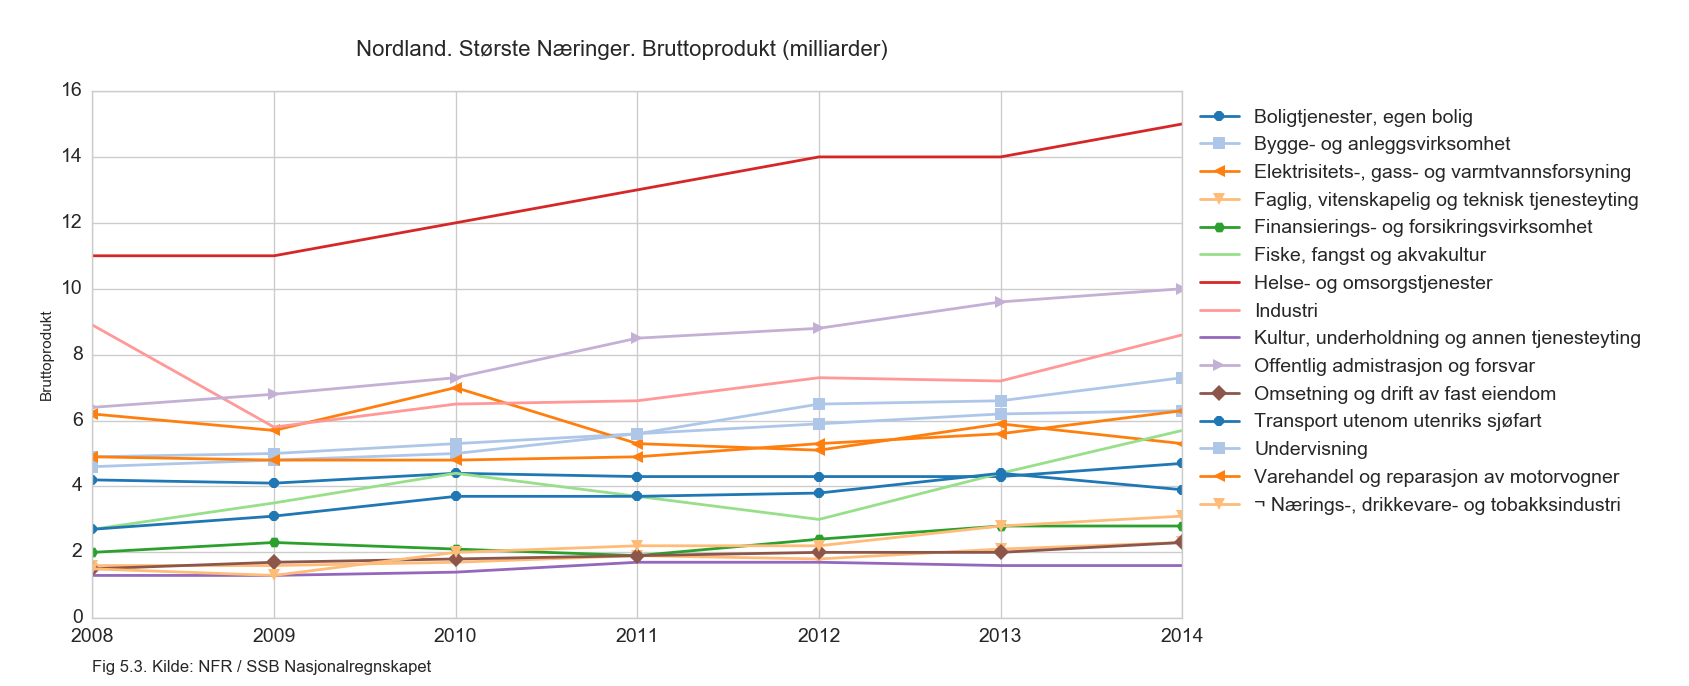 Nordland. Største Næringer. Bruttoprodukt (milliarder)
16
14
12
10
8
6
4
2
0
Bruttoprodukt
2008 2009 2010 2011 2012 2013 2014
Boligtjenester, egen bolig
Bygge- og anleggsvirksomhet
Elektrisitets-, gass- og varmtvannsforsyning
Faglig, vitenskapelig og teknisk tjenesteyting
Finansierings- og forsikringsvirksomhet
Fiske, fangst og akvakultur
Helse- og omsorgstjenester
Industri
Kultur, underholdning og annen tjenesteyting
Offentlig admistrasjon og forsvar
Omsetning og drift av fast eiendom
Transport utenom utenriks sjøfart
Undervisning
Varehandel og reparasjon av motorvogner
¬ Nærings-, drikkevare- og tobakksindustri
Fig 5.3. Kilde: NFR / SSB Nasjonalregnskapet